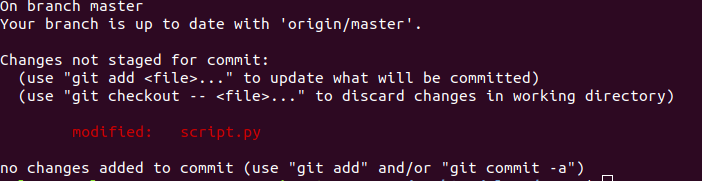 On branch master
Your branch is up to date with 'origin/master'.
Changes not staged for commit:
(use "git add <file>..." to update what will be committed)
(use "git checkout -- <file>..." to discard changes in working directory)
modified: script.py
no changes added to commit (use "git add" and/or "git commit -a")